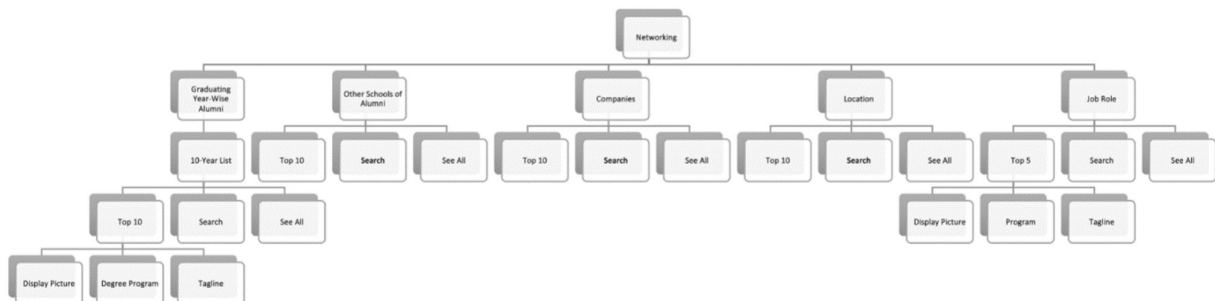 Networking
Graduating
Year-Wise
Alumni
Other Schools of
Alumni
Companies
Location
Job Role
10-Year List
Top 10
Search
See All
Top 10
Search
See All
Top 10
Search
See All
Top 5
Search
See All
Top 10
Search
See All
Display Picture
Program
Tagline
Display Picture
Degree Program
Tagline